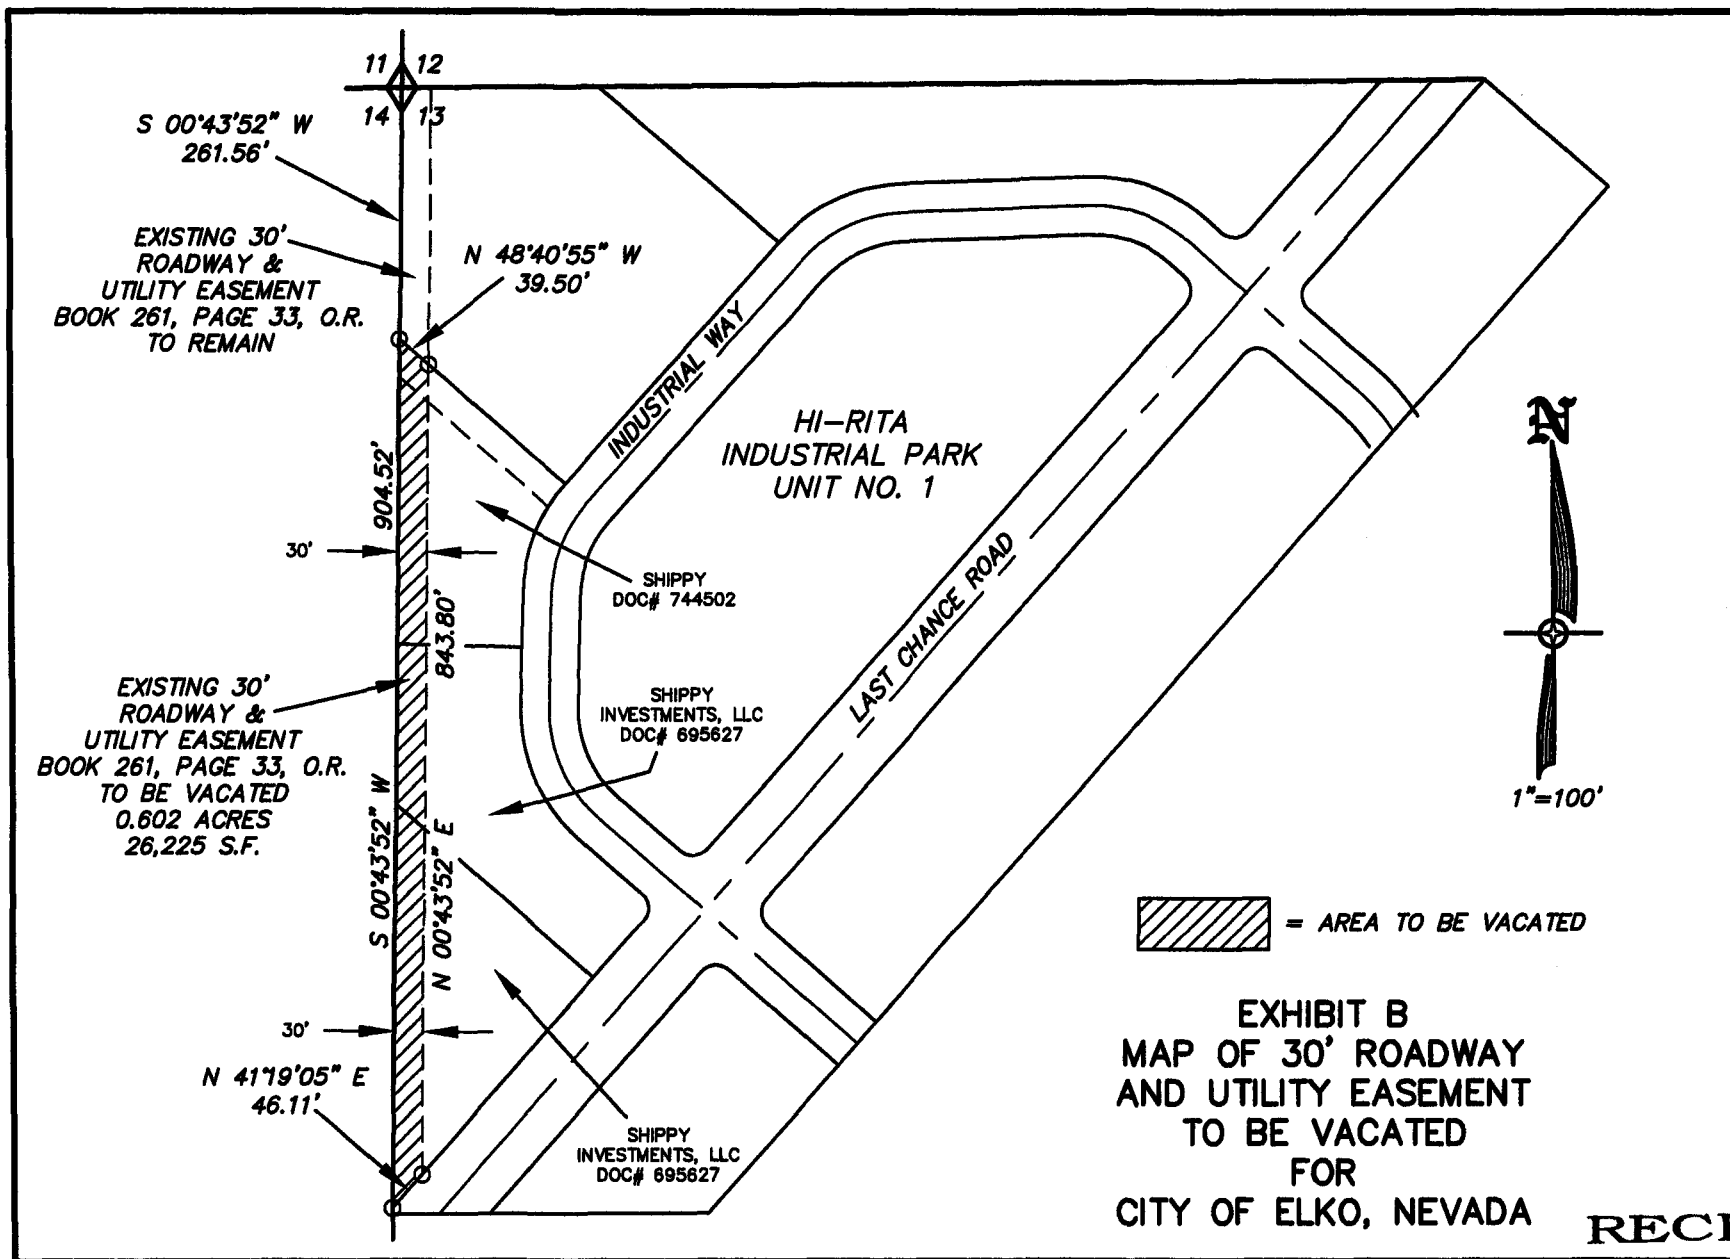 11 12
14 13
S 00°43'52" W
261.56'
EXISTING 30'
ROADWAY &
UTILITY EASEMENT
BOOK 261, PAGE 33, O.R.
TO REMAIN
N 48°40'55" W
39.50'
INDUSTRIAL WAY
HI-RITA
INDUSTRIAL PARK
UNIT NO. 1
N
904.52'
30'
SHIPPY
DOC# 744502
843.80'
LAST CHANCE ROAD
EXISTING 30'
ROADWAY &
UTILITY EASEMENT
BOOK 261, PAGE 33, O.R.
TO BE VACATED
0.602 ACRES
26,225 S.F.
SHIPPY
INVESTMENTS, LLC
DOC# 695627
1"=100'
S 00°43'52" W
N 00°43'52" E
= AREA TO BE VACATED
30'
N 41°19'05" E
46.11'
SHIPPY
INVESTMENTS, LLC
DOC# 695627
EXHIBIT B
MAP OF 30' ROADWAY
AND UTILITY EASEMENT
TO BE VACATED
FOR
CITY OF ELKO, NEVADA